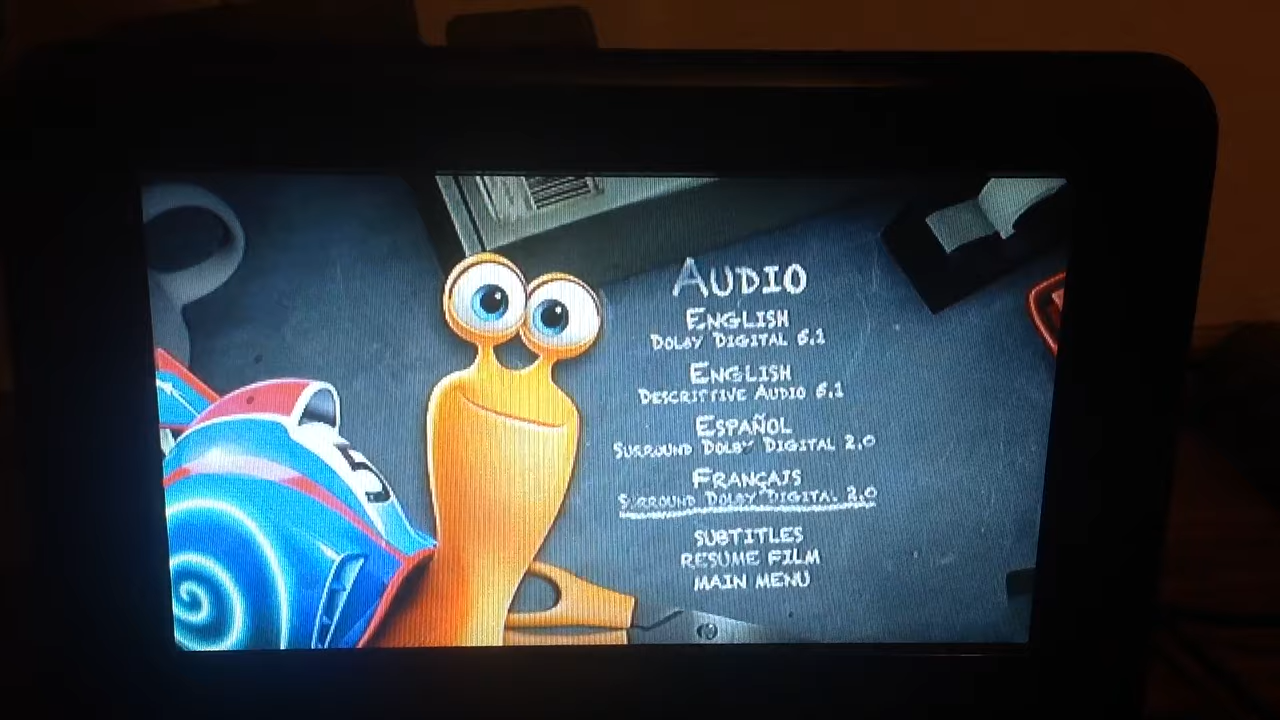 AUDIO
ENGLISH
DOLBY DIGITAL 5.1
ENGLISH
DESCRIPTIVE AUDIO 5.1
ESPAÑOL
SURROUND DOLBY DIGITAL 2.0
FRANÇAIS
SURROUND DOLBY DIGITAL 2.0
SUBTITLES
RESUME FILM
MAIN MENU
5